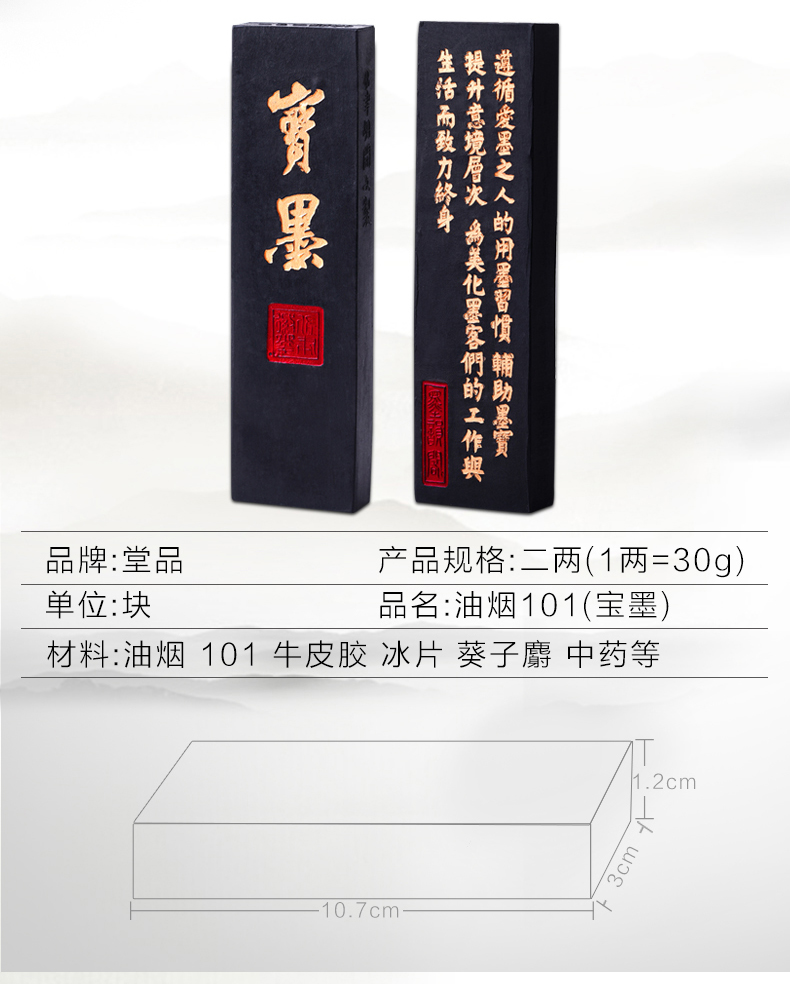 寶墨
遵循愛墨之人的用墨習慣 輔助墨寶
提升意境層次 為美化墨客們的工作與
生活而致力終身
品牌:堂品
产品规格:二两(1两=30g)
单位:块
品名:油烟101(宝墨)
材料:油烟 101 牛皮胶 冰片 葵子麝 中药等
1.2cm
3cm
10.7cm